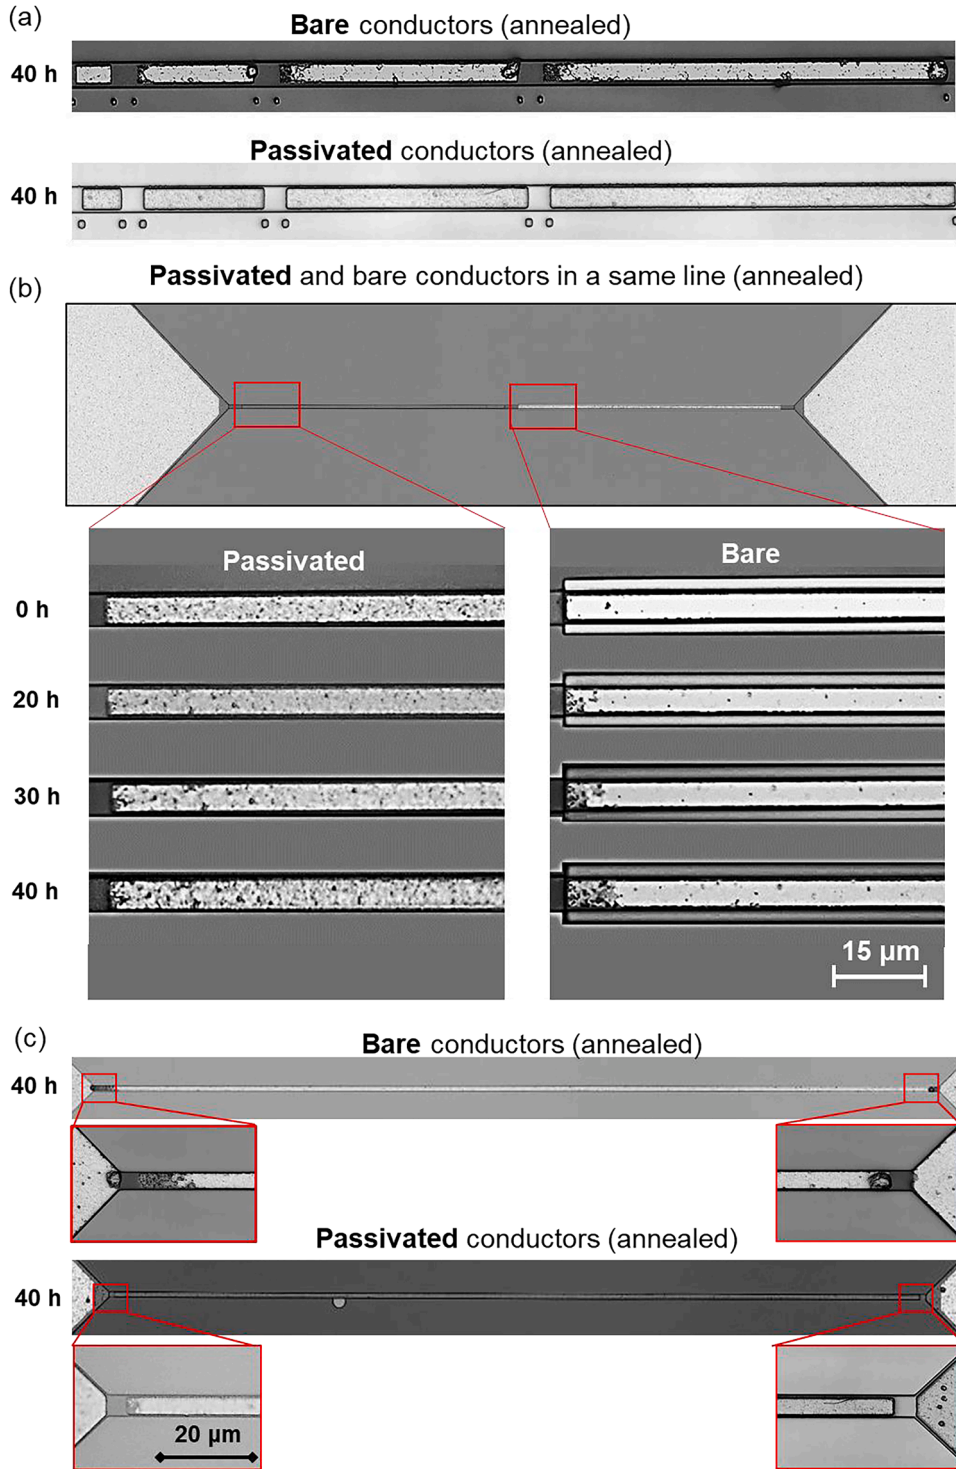 (a)
Bare conductors (annealed)
40 h
Passivated conductors (annealed)
40 h
(b)
Passivated and bare conductors in a same line (annealed)
Passivated
Bare
0 h
20 h
30 h
40 h
15 μm
(c)
Bare conductors (annealed)
40 h
Passivated conductors (annealed)
40 h
20 μm